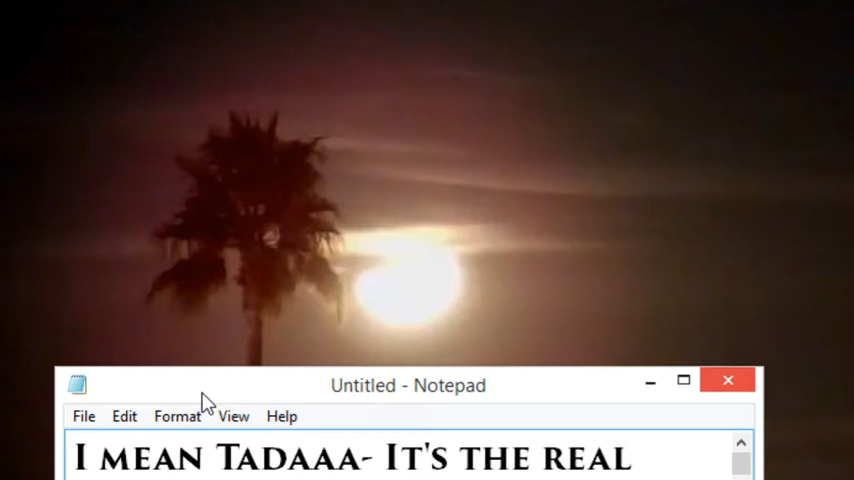 Untitled - Notepad
File Edit Format View Help
I mean Tadaaa- It's the real